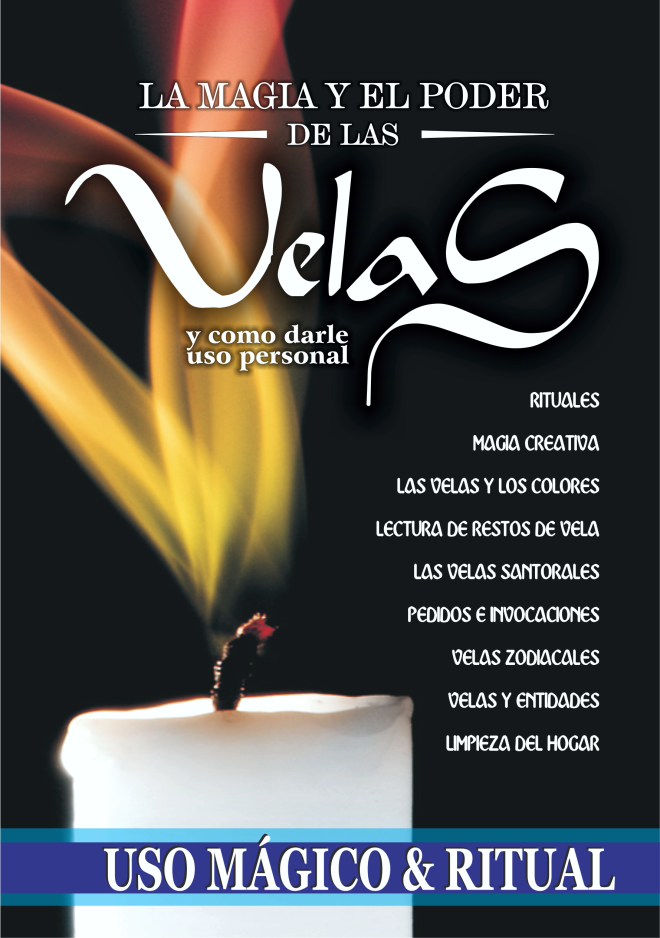 LA MAGIA Y EL PODER
DE LAS
Velas
y como darle
uso personal
RITUALES
MAGIA CREATIVA
LAS VELAS Y LOS COLORES
LECTURA DE RESTOS DE VELA
LAS VELAS SANTORALES
PEDIDOS E INVOCACIONES
VELAS ZODIACALES
VELAS Y ENTIDADES
LIMPIEZA DEL HOGAR
USO MÁGICO & RITUAL